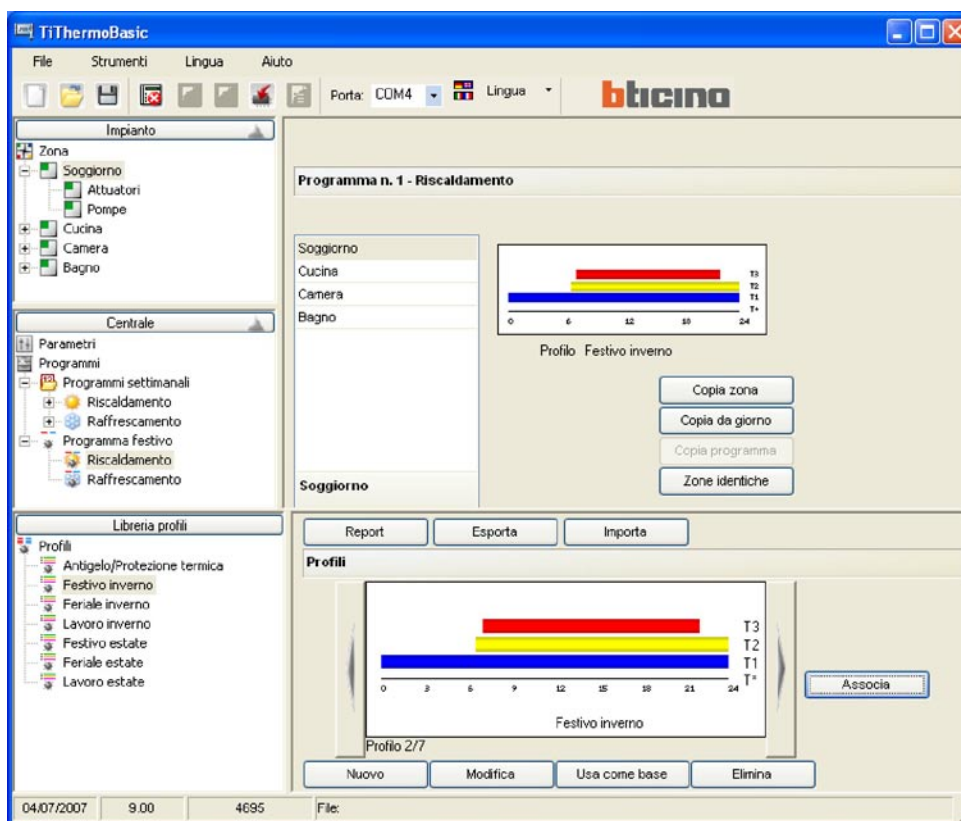 TiThermoBasic
File Strumenti Lingua Aiuto
Porta: COM4 Lingua bticino
Impianto
Zona
Soggiorno
Attuatori
Pompe
Cucina
Camera
Bagno
Centrale
Parametri
Programmi
Programmi settimanali
Riscaldamento
Raffrescamento
Programma festivo
Riscaldamento
Raffrescamento
Libreria profili
Profili
Antigelo/Protezione termica
Festivo inverno
Feriale inverno
Lavoro inverno
Festivo estate
Feriale estate
Lavoro estate
Programma n. 1 - Riscaldamento
Soggiorno
Cucina
Camera
Bagno
Soggiorno
T3
T2
T1
T*
0 6 12 18 24
Profilo Festivo inverno
Copia zona
Copia da giorno
Copia programma
Zone identiche
Report Esporta Importa
Profili
T3
T2
T1
T*
0 3 6 9 12 15 18 21 24
Festivo inverno
Profilo 2/7
Associa
Nuovo Modifica Usa come base Elimina
04/07/2007 9.00 4695 File: